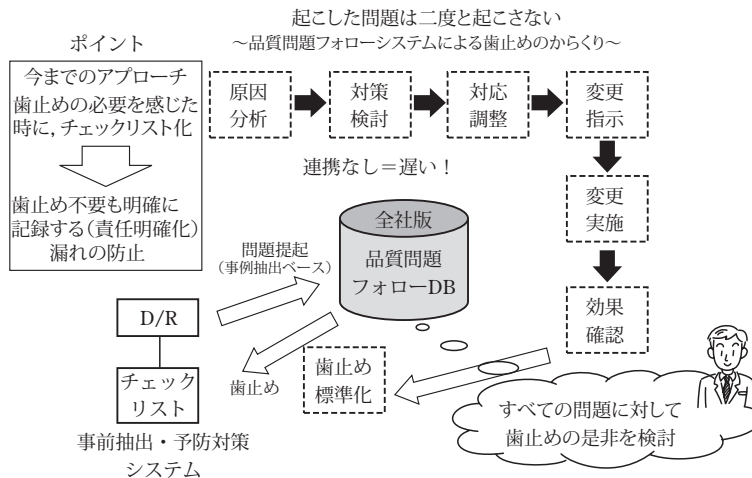 起こした問題は二度と起こさない
〜品質問題フォローシステムによる歯止めのからくり〜
ポイント
今までのアプローチ
歯止めの必要を感じた
時に，チェックリスト化
歯止め不要も明確に
記録する(責任明確化)
漏れの防止
原因
分析
対策
検討
対応
調整
変更
指示
連携なし＝遅い！
変更
実施
全社版
品質問題
フォローDB
問題提起
(事例抽出ベース)
効果
確認
D/R
チェック
リスト
歯止め
歯止め
標準化
すべての問題に対して
歯止めの是非を検討
事前抽出・予防対策
システム